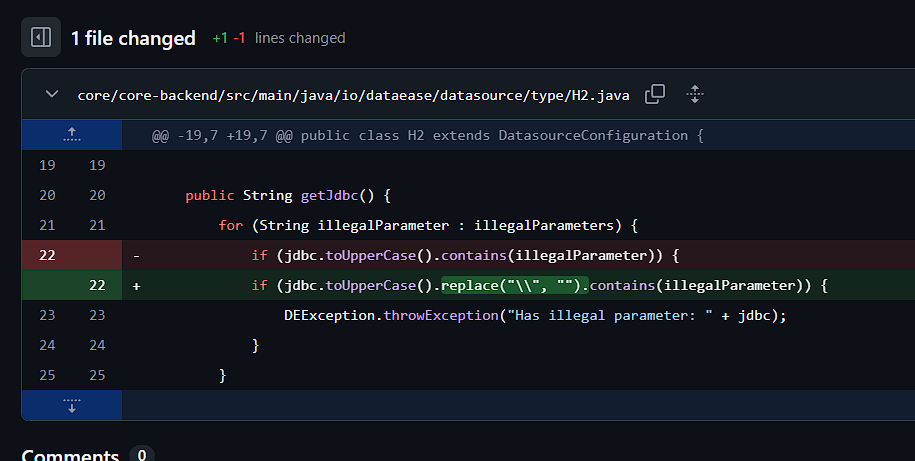 1 file changed +1 -1 lines changed
core/core-backend/src/main/java/io/dataease/datasource/type/H2.java
@@ -19,7 +19,7 @@ public class H2 extends DatasourceConfiguration {
19 19
20 20 public String getJdbc() {
21 21 for (String illegalParameter : illegalParameters) {
22 - if (jdbc.toUpperCase().contains(illegalParameter)) {
22 + if (jdbc.toUpperCase().replace("\\", "").contains(illegalParameter)) {
23 23 DEException.throwException("Has illegal parameter: " + jdbc);
24 24 }
25 25 }
Comments 0